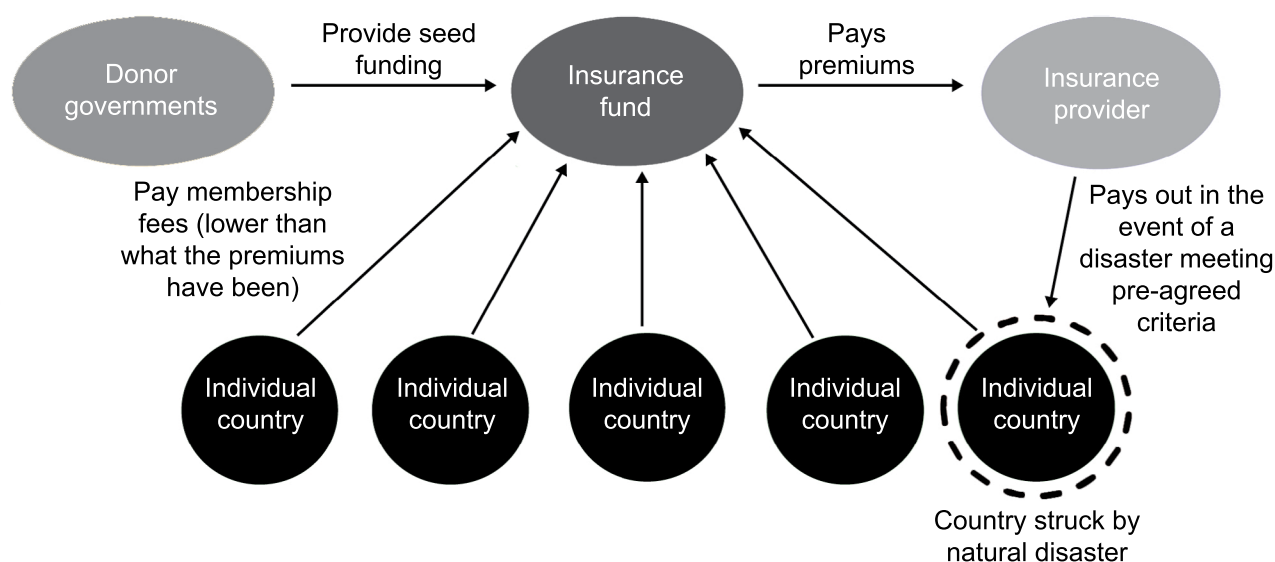 Donor
governments
Provide seed
funding
Insurance
fund
Pays
premiums
Insurance
provider
Pay membership
fees (lower than
what the premiums
have been)
Pays out in the
event of a
disaster meeting
pre-agreed
criteria
Individual
country
Individual
country
Individual
country
Individual
country
Individual
country
Country struck by
natural disaster